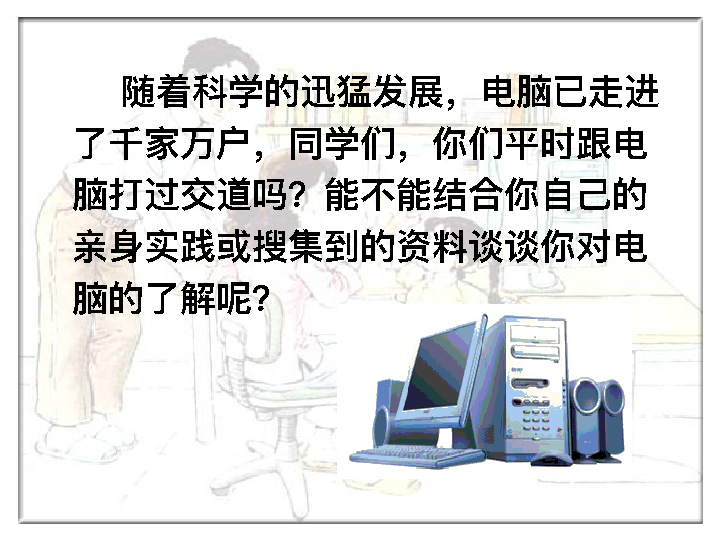 随着科学的迅猛发展，电脑已走进
了千家万户，同学们，你们平时跟电
脑打过交道吗？能不能结合你自己的
亲身实践或搜集到的资料谈谈你对电
脑的了解呢？